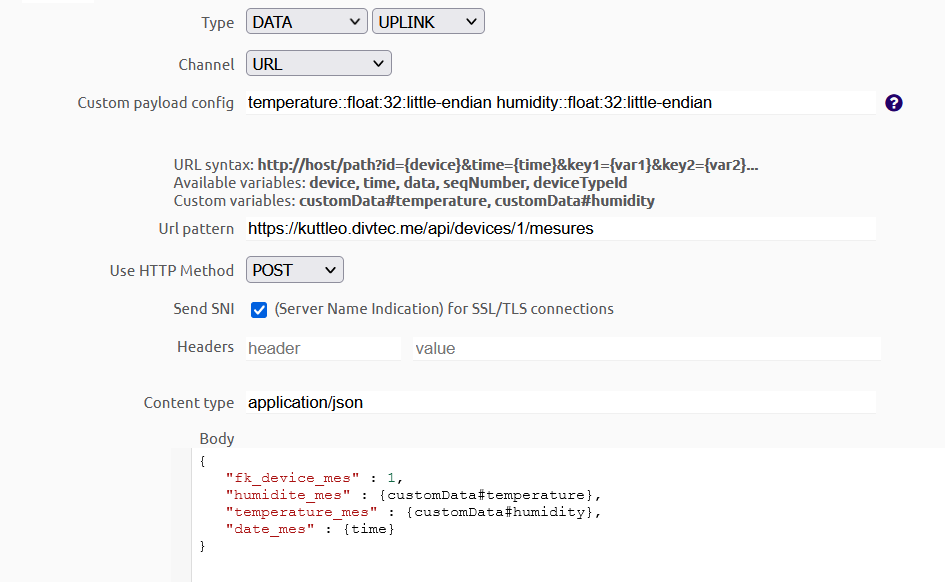 Type DATA UPLINK
Channel URL
Custom payload config temperature::float:32:little-endian humidity::float:32:little-endian ?
URL syntax: http://host/path?id={device}&time={time}&key1={var1}&key2={var2}...
Available variables: device, time, data, seqNumber, deviceTypeId
Custom variables: customData#temperature, customData#humidity
Url pattern https://kuttleo.divtec.me/api/devices/1/mesures
Use HTTP Method POST
Send SNI (Server Name Indication) for SSL/TLS connections
Headers header value
Content type application/json
Body
{
"fk_device_mes" : 1,
"humidite_mes" : {customData#temperature},
"temperature_mes" : {customData#humidity},
"date_mes" : {time}
}